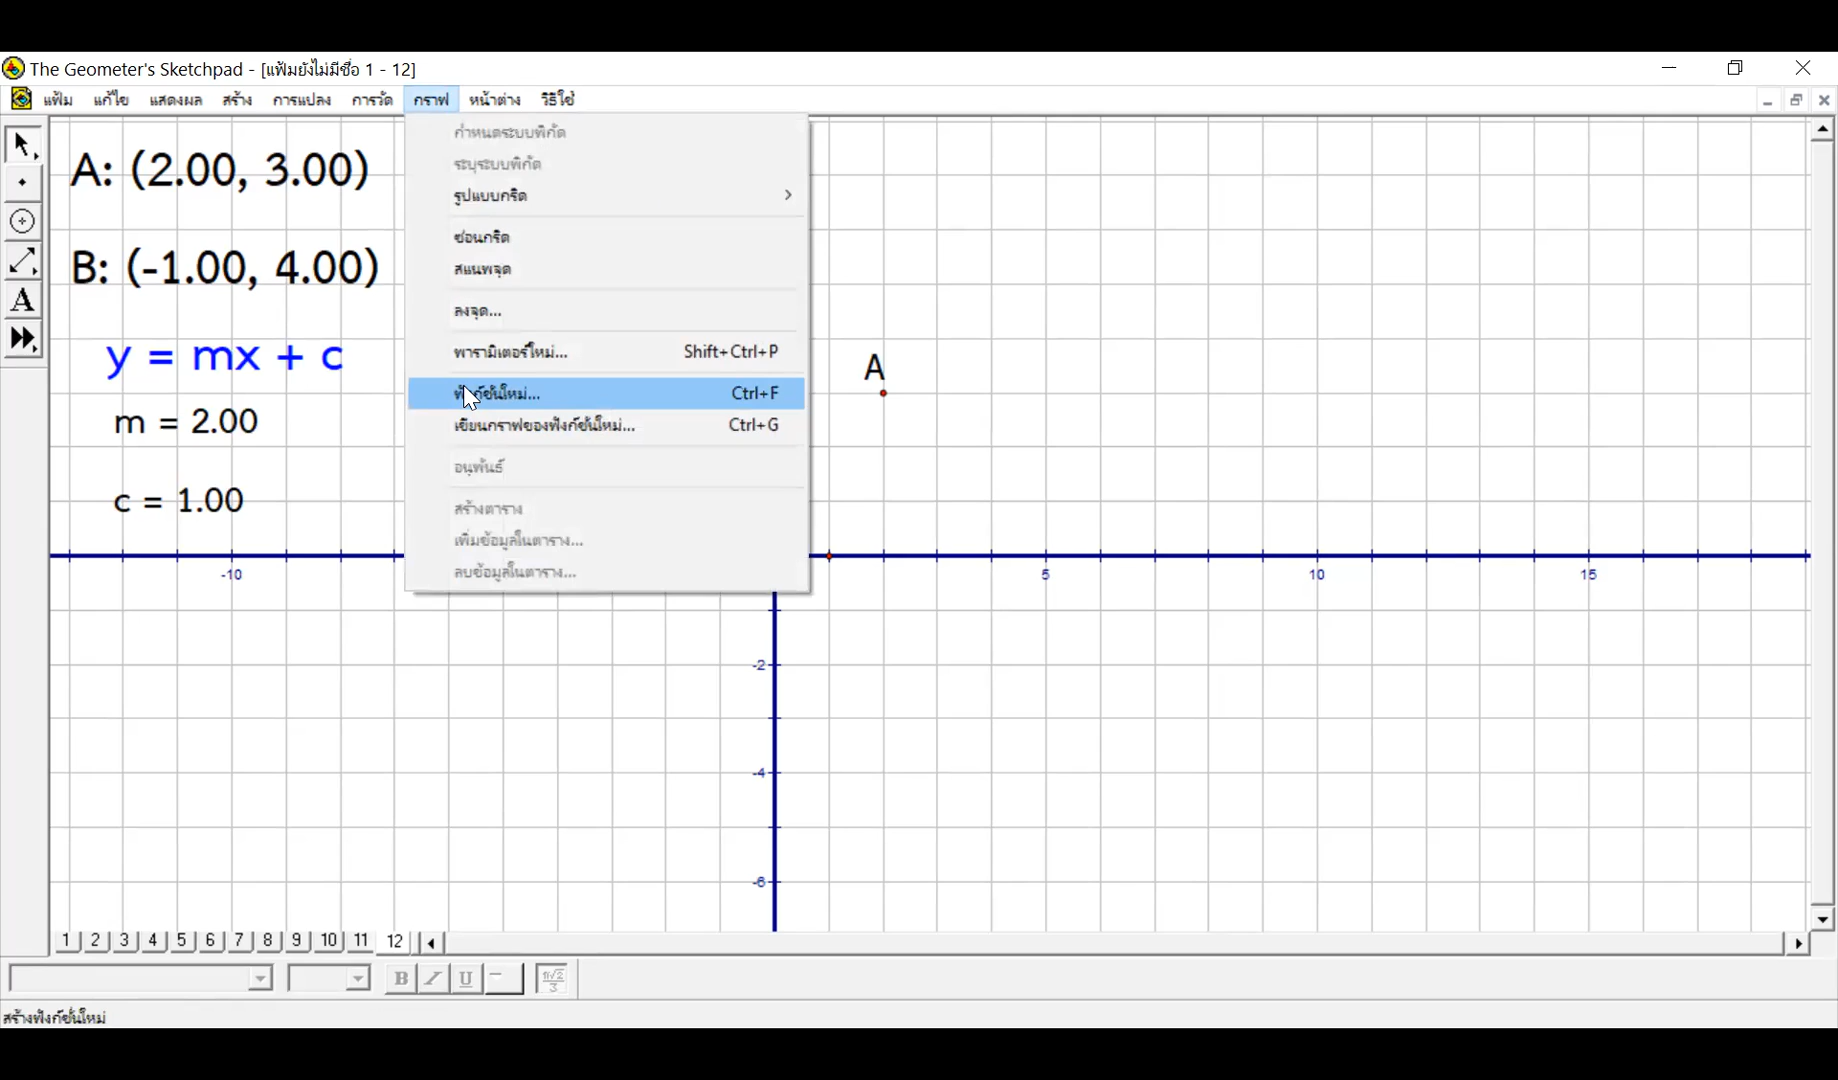 The Geometer's Sketchpad - [แฟ้มยังไม่มีชื่อ 1 - 12]
แฟ้ม แก้ไข แสดงผล สร้าง การแปลง การวัด กราฟ หน้าต่าง วิธีใช้
กำหนดระบบพิกัด
ระบุระบบพิกัด
รูปแบบกริด
ซ่อนกริด
สแนพจุด
ลงจุด...
พารามิเตอร์ใหม่... Shift+Ctrl+P
ฟังก์ชันใหม่... Ctrl+F
เขียนกราฟของฟังก์ชันใหม่... Ctrl+G
อนุพันธ์
สร้างตาราง
เพิ่มข้อมูลในตาราง...
ลบข้อมูลในตาราง...
A: (2.00, 3.00)
B: (-1.00, 4.00)
y = mx + c
m = 2.00
c = 1.00
A
-10 5 10 15
-2
-4
-6
1 2 3 4 5 6 7 8 9 10 11 12
A
B I U
สร้างฟังก์ชันใหม่